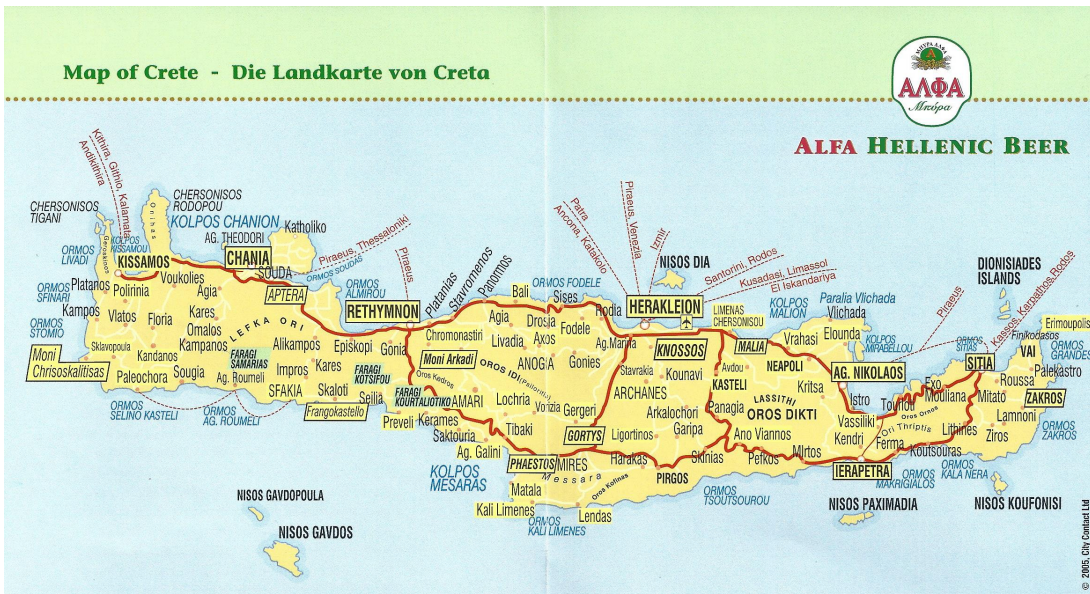 Map of Crete - Die Landkarte von Creta
ΜΠΥΡΑ ΑΛΦΑ
ΑΛΦΑ
Μπύρα
ALFA HELLENIC BEER
Kithira, Githio, Kalamata
Andikithira
CHERSONISOS
TIGANI
CHERSONISOS
RODOPOU
KOLPOS CHANION
Katholiko
AG. THEODORI
Onihas
Geroskinos
KOLPOS
KISSAMOU
ORMOS
LIVADI
KISSAMOS
CHANIA
SOUDA
ORMOS SOUDAS
Piraeus, Thessaloniki
Piraeus
Platanos
Polirinia
Voukolies
Agia
APTERA
ORMOS
ALMIROU
RETHYMNON
Platanias
Stavromenos
Panormos
Bali
ORMOS FODELE
Sises
Rodia
Patra
Ancona, Katakolo
Piraeus, Venezia
Izmir
NISOS DIA
Santorini, Rodos
Kusadasi, Limassol
El Iskandariya
HERAKLEION
LIMENAS
CHERSONISOU
KOLPOS
MALION
Paralia Vlichada
Vlichada
Elounda
KOLPOS
MIRABELLOU
Piraeus
DIONISIADES
ISLANDS
Kassos, Karpathos, Rodos
ORMOS
SITIAS
Finikodasos
Erimoupolis
ORMOS
GRANDES
ORMOS
SFINARI
Kampos
Vlatos
Floria
Kares
Omalos
Kampanos
LEFKA ORI
Alikampos
Episkopi
Gonia
Chromonastiri
Agia
Livadia
Drosia
Axos
Fodele
Ag.Marina
KNOSSOS
MALIA
Vrahasi
NEAPOLI
AG. NIKOLAOS
SITIA
VAI
Palekastro
ORMOS
STOMIO
Sklavopoula
Kandanos
Moni
Chrisoskalitisas
Paleochora
Sougia
FARAGI
SAMARIAS
Ag. Roumeli
Impros
Kares
SFAKIA
Skaloti
Frangokastello
FARAGI
KOTSIFOU
Sellia
Moni Arkadi
Oros Kedros
OROS IDI
ANOGIA
Gonies
Stavrakia
Kounavi
Avdou
KASTELI
Kritsa
Istro
Tourloti
Exo
Mouliana
Mitato
Roussa
ZAKROS
ORMOS
SELINO KASTELI
ORMOS
AG. ROUMELI
FARAGI
KOURTALIOTIKO
AMARI
Lochria
Vorizia
Gergeri
ARCHANES
Arkalochori
Panagia
LASSITHI
OROS DIKTI
Vassiliki
Oros Ornos
Ori Thriptis
Lamnoni
Preveli
Kerames
Saktouria
Tibaki
GORTYS
Ligortinos
Garipa
Ano Viannos
Kendri
Ferma
Lithines
Ziros
ORMOS
ZAKROS
Ag. Galini
PHAESTOS
MIRES
Harakas
PIRGOS
Skinias
Pefkos
Mirtos
IERAPETRA
Koutsouras
KOLPOS
MESARAS
Messara
Oros Kofinas
Matala
Kali Limenes
ORMOS
KALI LIMENES
Lendas
ORMOS
TSOUTSOUROU
ORMOS
MAKRIGIALOS
ORMOS
KALA NERA
NISOS GAVDOPOULA
NISOS GAVDOS
NISOS PAXIMADIA
NISOS KOUFONISI
© 2005, City Contact Ltd